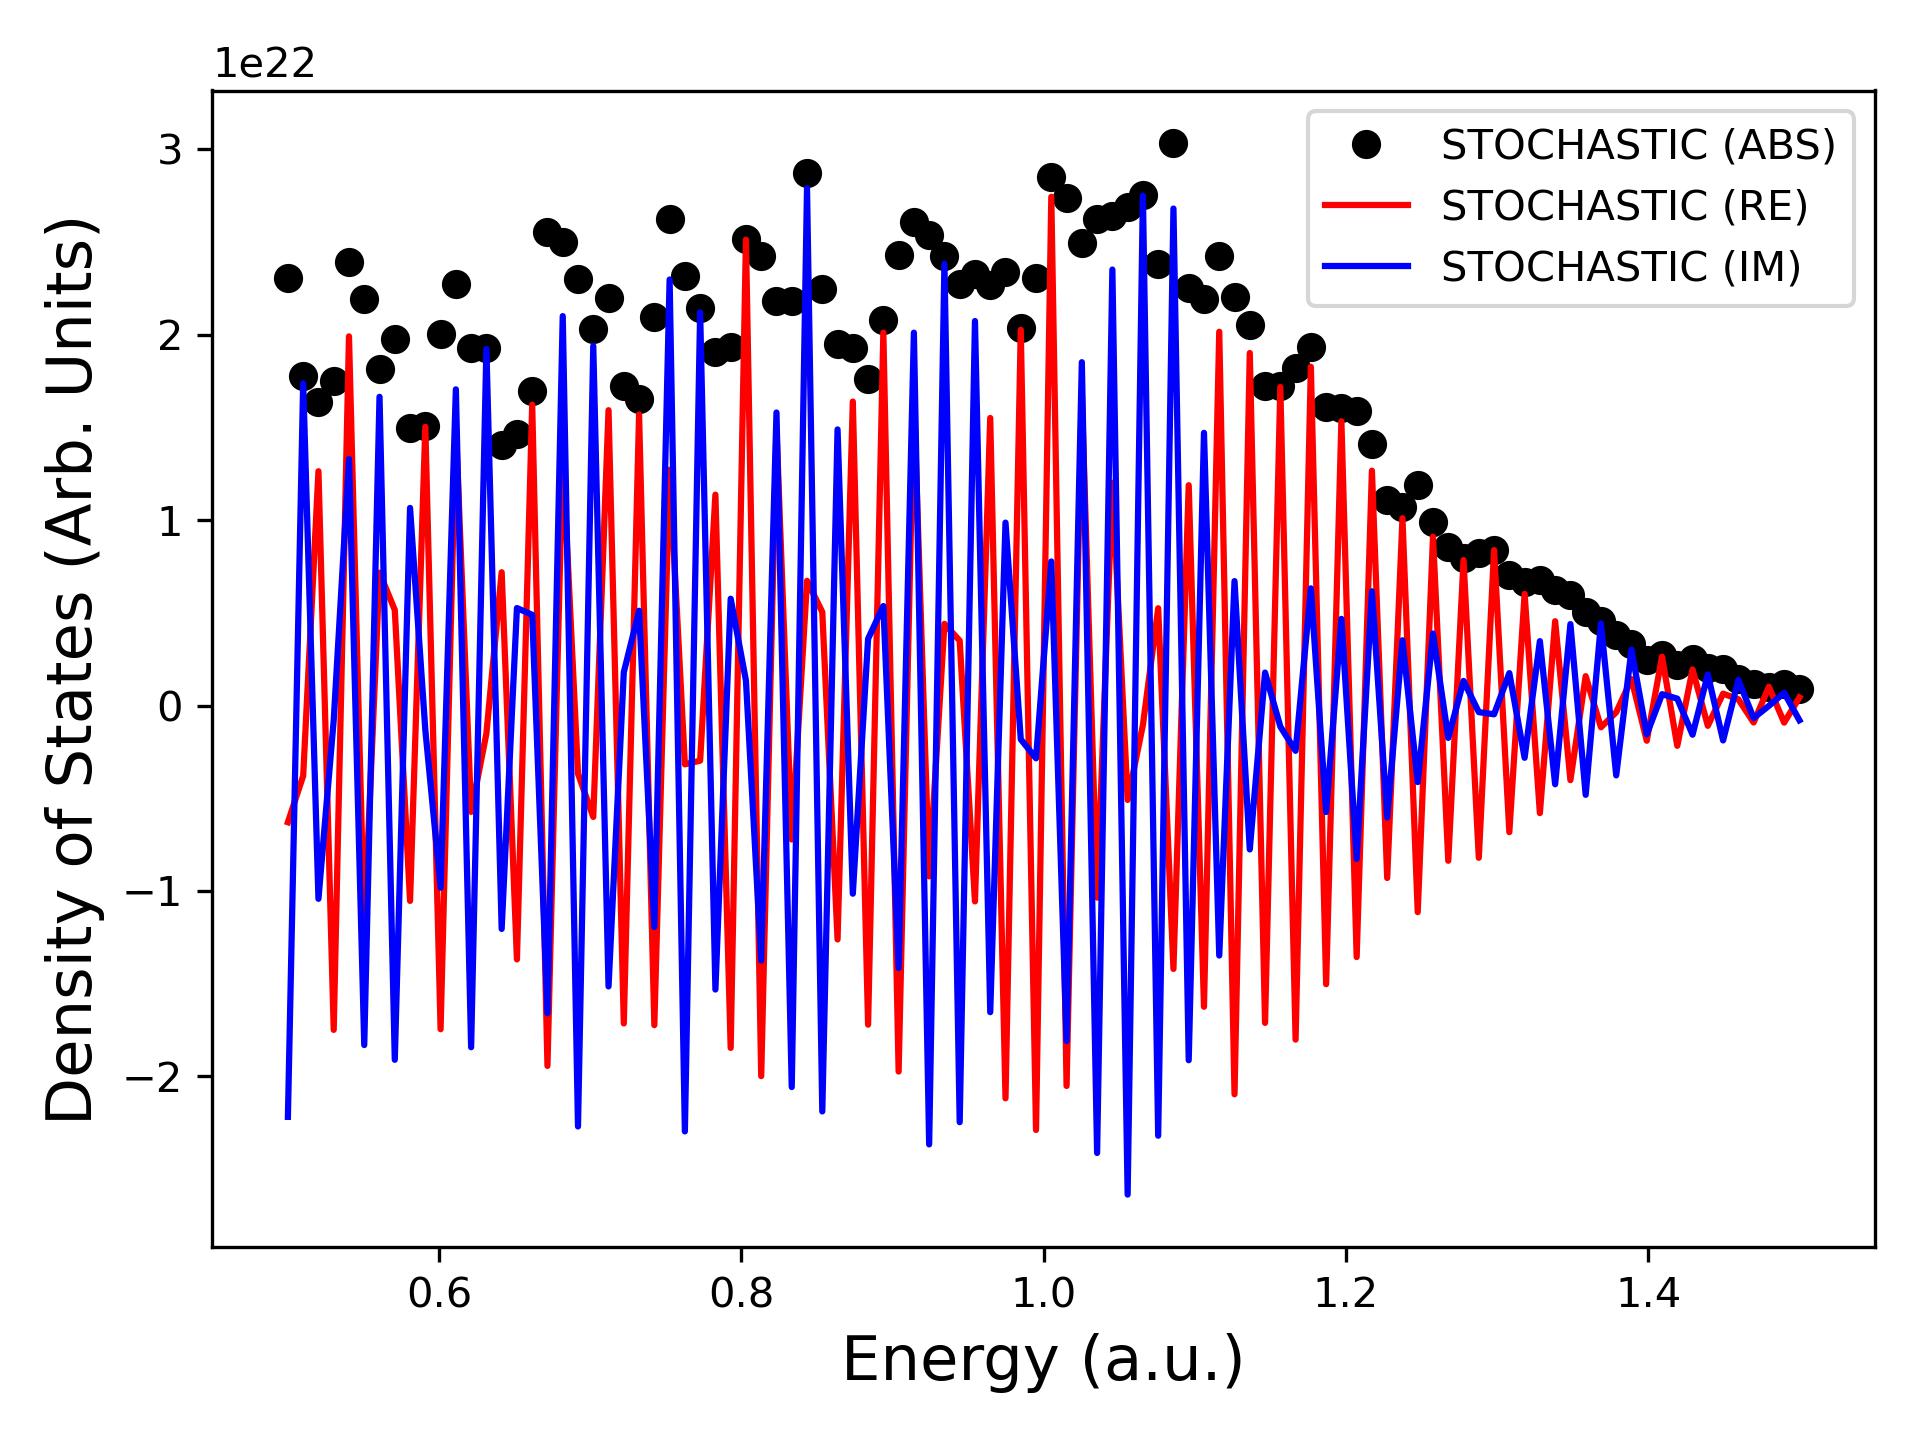 1e22
3
2
1
0
−1
−2
Density of States (Arb. Units)
STOCHASTIC (ABS)
STOCHASTIC (RE)
STOCHASTIC (IM)
0.6 0.8 1.0 1.2 1.4
Energy (a.u.)